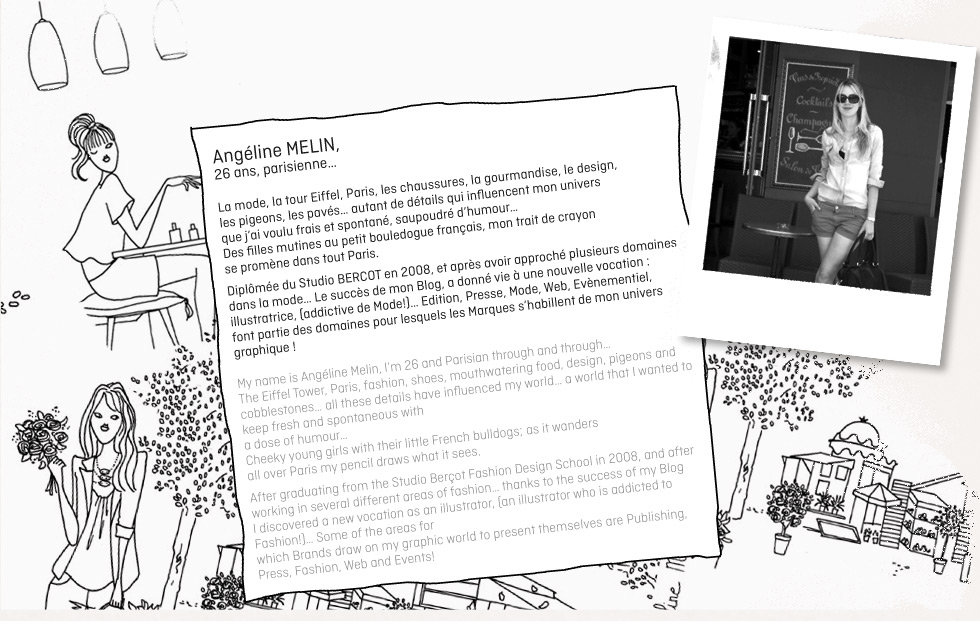 Angéline MELIN,
26 ans, parisienne...
La mode, la tour Eiffel, Paris, les chaussures, la gourmandise, le design,
les pigeons, les pavés... autant de détails qui influencent mon univers
que j'ai voulu frais et spontané, saupoudré d'humour...
Des filles mutines au petit bouledogue français, mon trait de crayon
se promène dans tout Paris.
Diplômée du Studio BERCOT en 2008, et après avoir approché plusieurs domaines
dans la mode... Le succès de mon Blog, a donné vie à une nouvelle vocation :
illustratrice, (addictive de Mode!)... Edition, Presse, Mode, Web, Evènementiel,
font partie des domaines pour lesquels les Marques s'habillent de mon univers
graphique !
My name is Angéline Melin, I'm 26 and Parisian through and through...
The Eiffel Tower, Paris, fashion, shoes, mouthwatering food, design, pigeons and
cobblestones... all these details have influenced my world... a world that I wanted to
keep fresh and spontaneous with
a dose of humour...
Cheeky young girls with their little French bulldogs; as it wanders
all over Paris my pencil draws what it sees.
After graduating from the Studio Berçot Fashion Design School in 2008, and after
working in several different areas of fashion... thanks to the success of my Blog
I discovered a new vocation as an illustrator, (an illustrator who is addicted to
Fashion!)... Some of the areas for
which Brands draw on my graphic world to present themselves are Publishing,
Press, Fashion, Web and Events!
Cocktails
Champagne